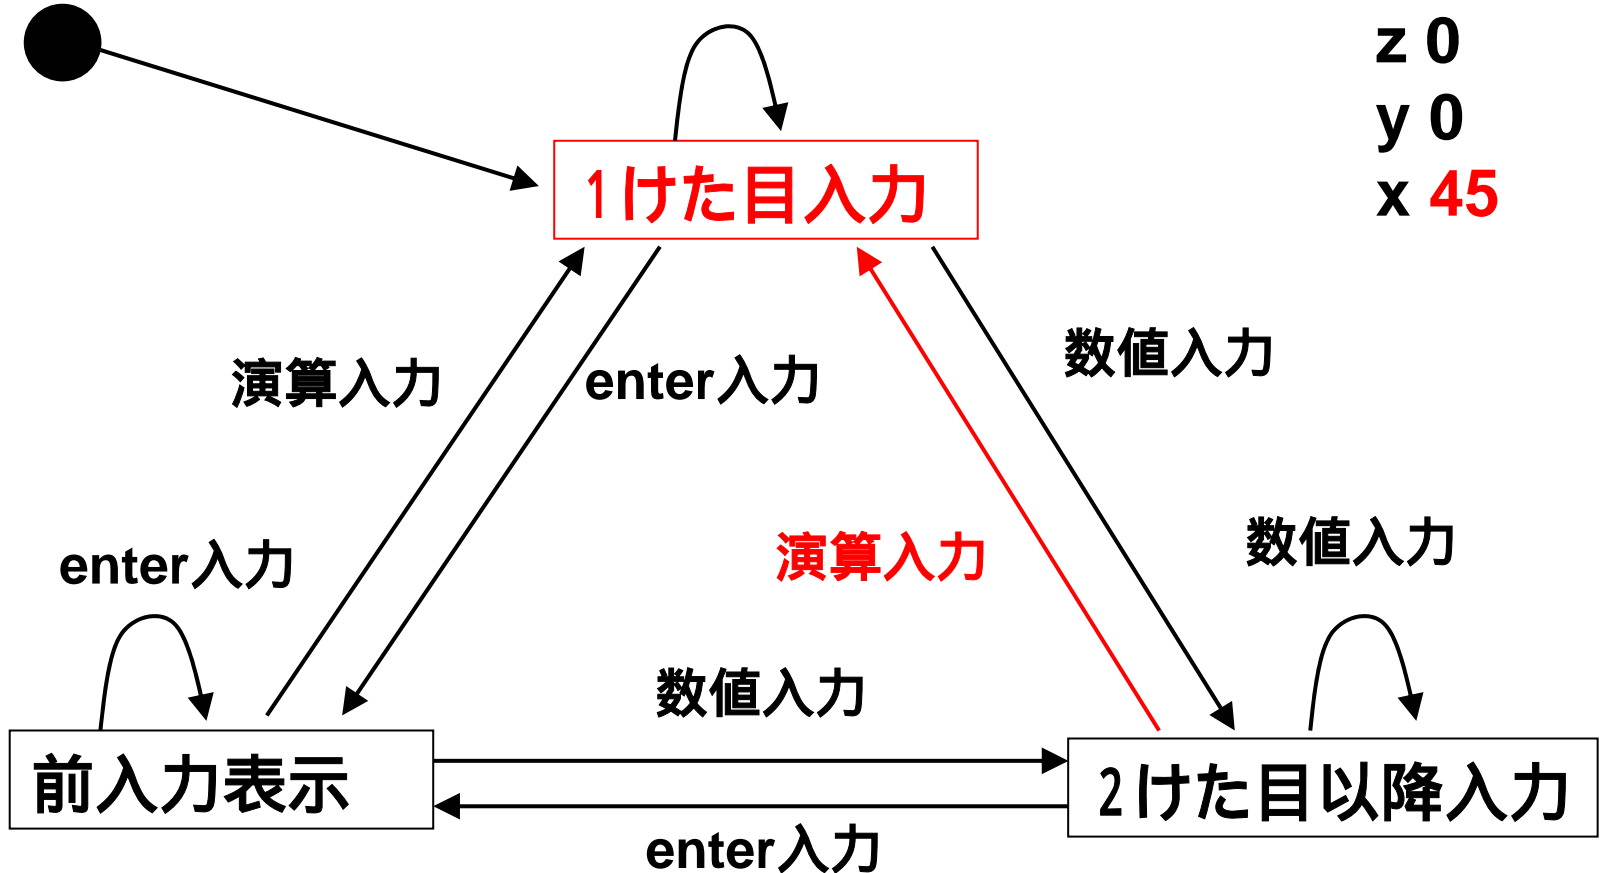 z 0
y 0
x 45
1けた目入力
演算入力
enter入力
数値入力
演算入力
数値入力
enter入力
数値入力
前入力表示
2けた目以降入力
enter入力